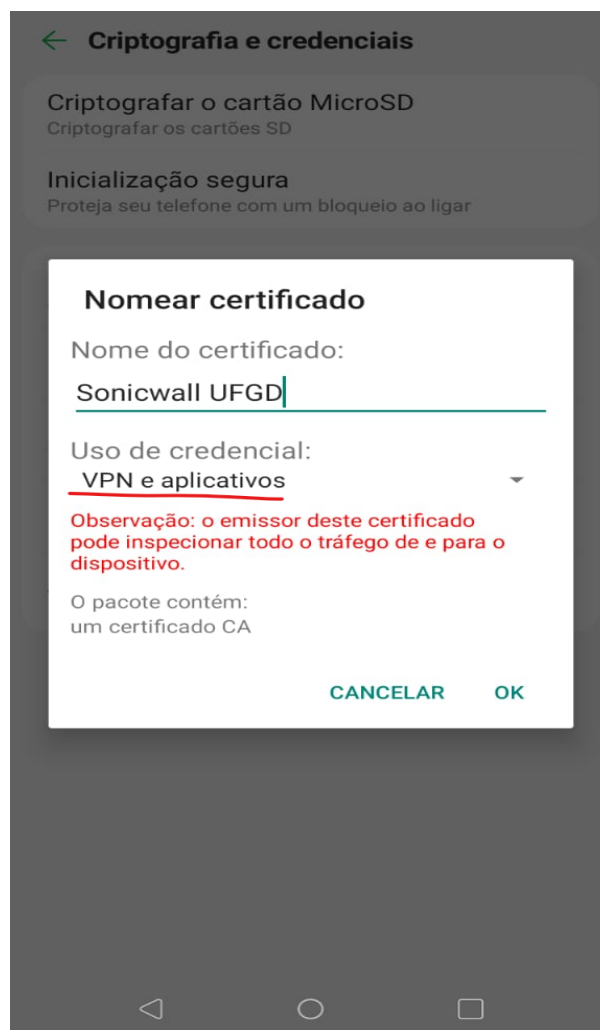 Criptografia e credenciais
Criptografar o cartão MicroSD
Criptografar os cartões SD
Inicialização segura
Proteja seu telefone com um bloqueio ao ligar
Nomear certificado
Nome do certificado:
Sonicwall UFGD
Uso de credencial:
VPN e aplicativos
Observação: o emissor deste certificado
pode inspecionar todo o tráfego de e para o
dispositivo.
O pacote contém:
um certificado CA
CANCELAR OK